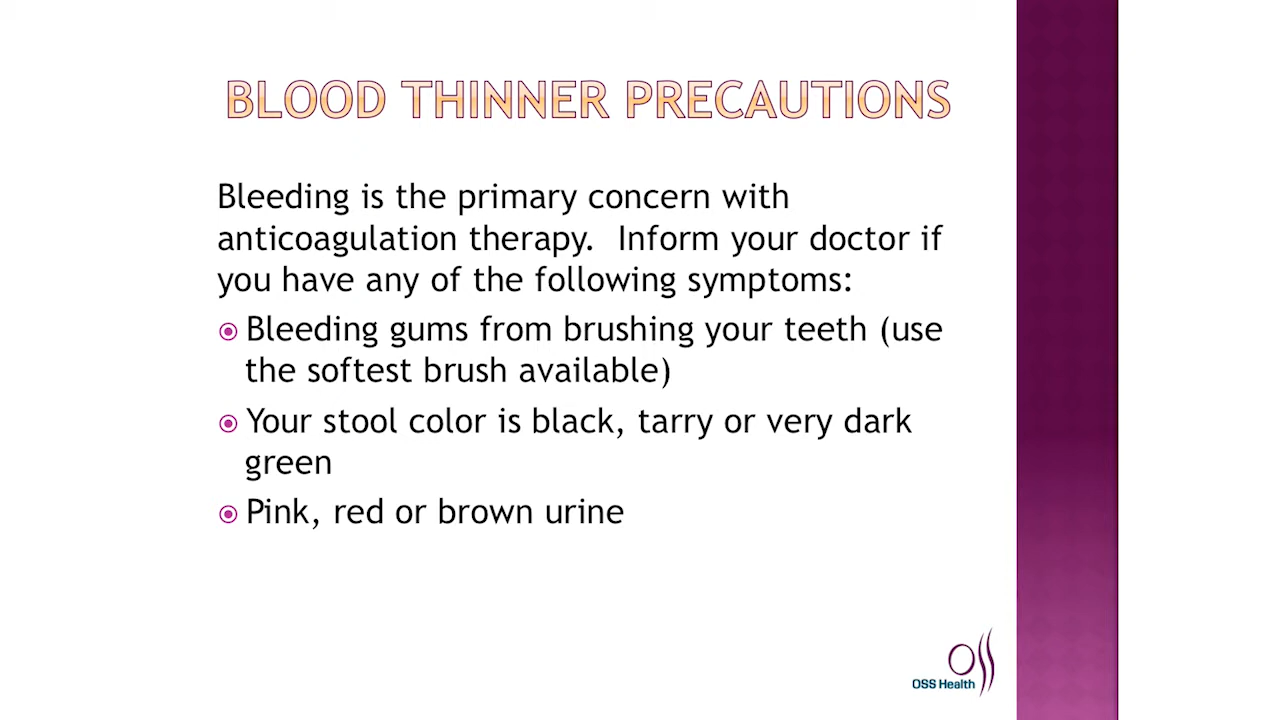 BLOOD THINNER PRECAUTIONS
Bleeding is the primary concern with
anticoagulation therapy.  Inform your doctor if
you have any of the following symptoms:
Bleeding gums from brushing your teeth (use
the softest brush available)
Your stool color is black, tarry or very dark
green
Pink, red or brown urine
OSS Health